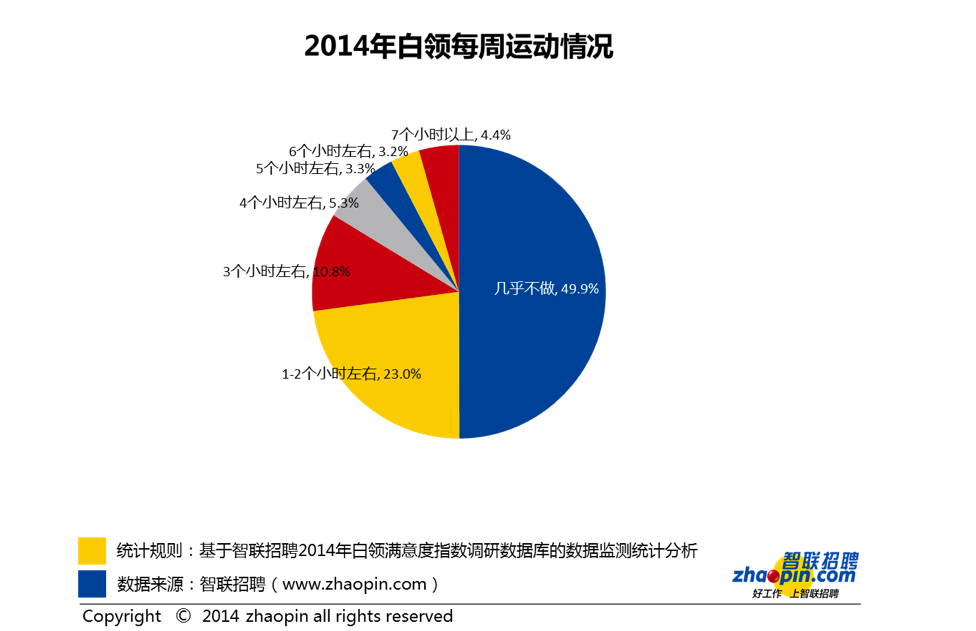 2014年白领每周运动情况
7个小时以上, 4.4%
6个小时左右, 3.2%
5个小时左右, 3.3%
4个小时左右, 5.3%
3个小时左右, 10.8%
几乎不做, 49.9%
1-2个小时左右, 23.0%
统计规则：基于智联招聘2014年白领满意度指数调研数据库的数据监测统计分析
数据来源：智联招聘（www.zhaopin.com）
智联招聘
zhaopin.com
好工作 上智联招聘
Copyright © 2014 zhaopin all rights reserved